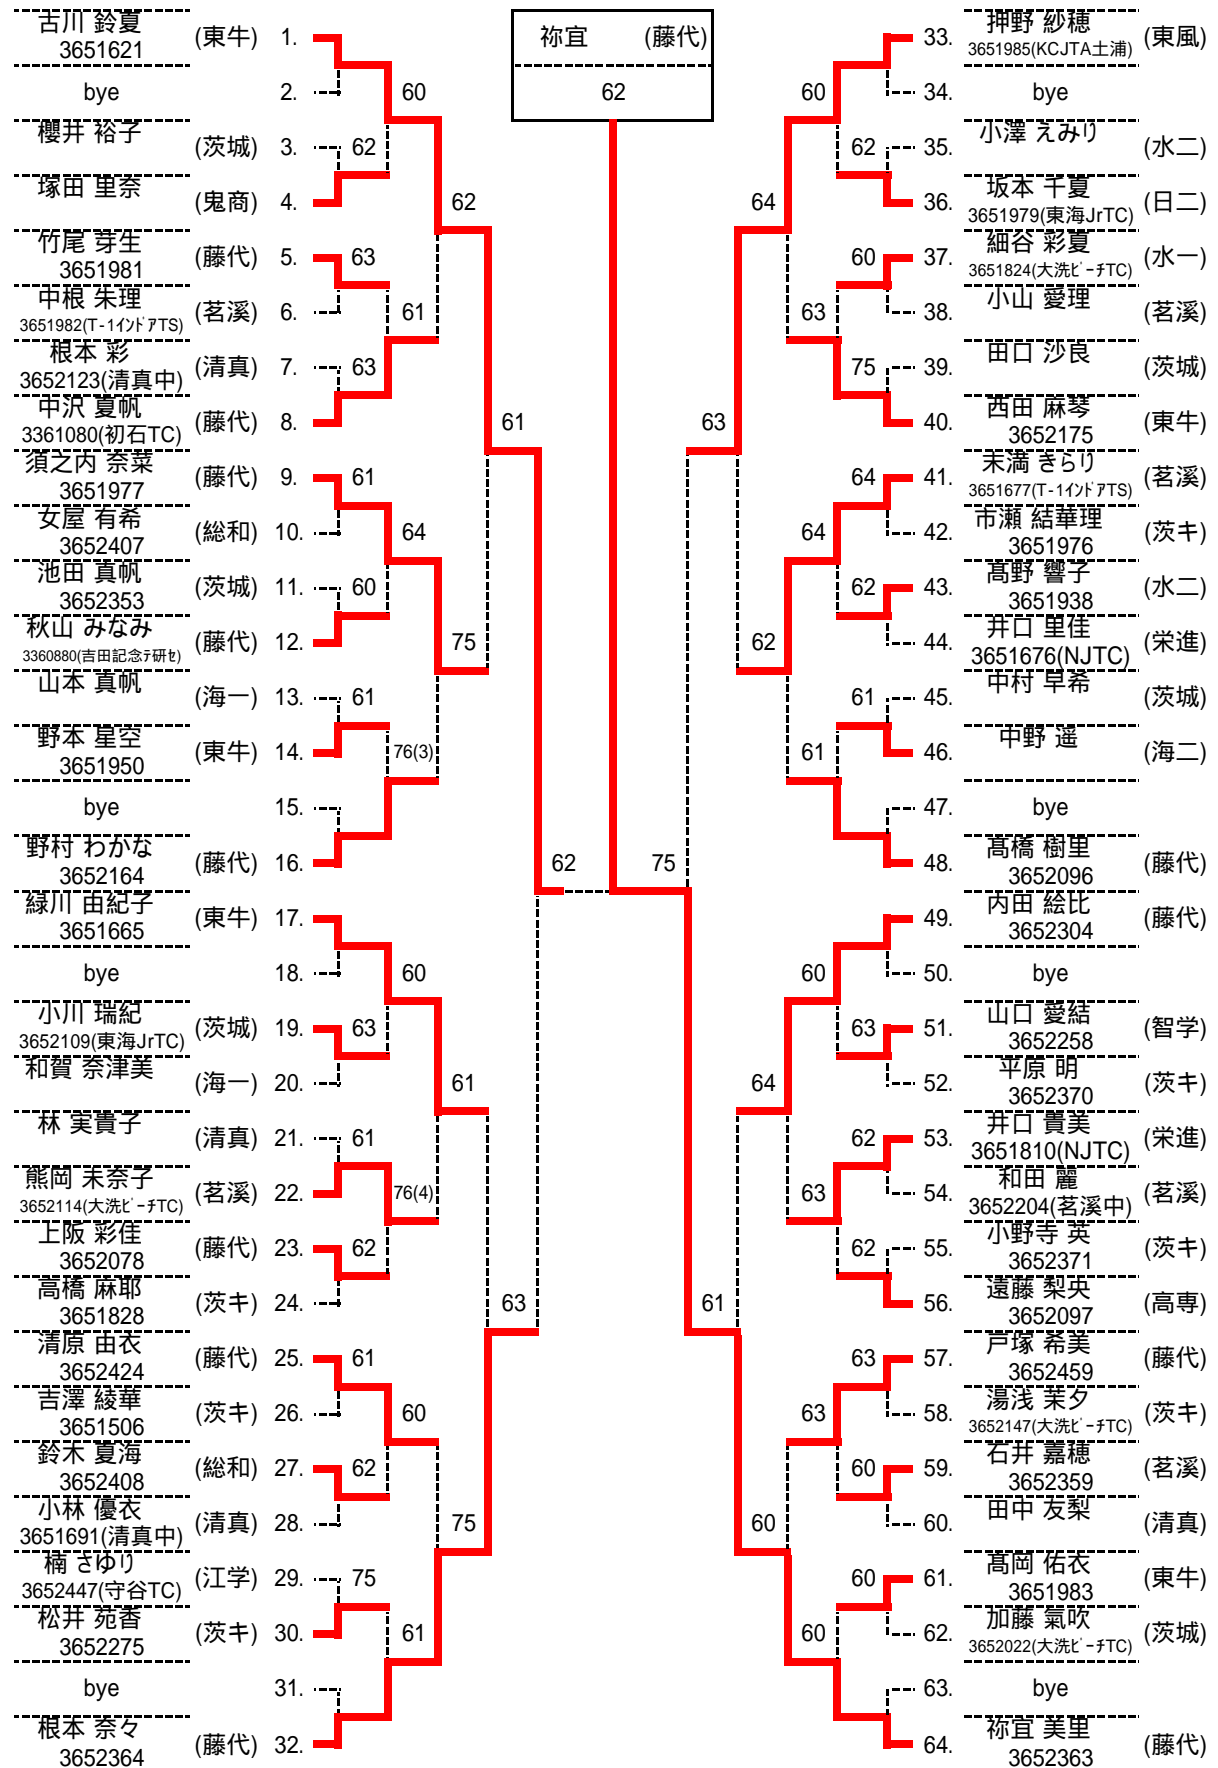 祢宜 (藤代)
62
古川 鈴夏
3651621
(東牛) 1.
bye 2.
60
櫻井 裕子
(茨城) 3. 62
塚田 里奈
(鬼商) 4.
62
竹尾 芽生
3651981
(藤代) 5. 63
中根 朱理
3651982(T-1インドアTS)
(茗溪) 6.
61
根本 彩
3652123(清真中)
(清真) 7. 63
中沢 夏帆
3361080(初石TC)
(藤代) 8.
61
須之内 奈菜
3651977
(藤代) 9. 61
女屋 有希
3652407
(総和) 10.
64
池田 真帆
3652353
(茨城) 11. 60
秋山 みなみ
3360880(吉田記念テ研セ)
(藤代) 12.
75
山本 真帆
(海一) 13. 61
野本 星空
3651950
(東牛) 14.
76(3)
bye 15.
野村 わかな
3652164
(藤代) 16.
62
緑川 由紀子
3651665
(東牛) 17.
bye 18.
60
小川 瑞紀
3652109(東海JrTC)
(茨城) 19. 63
和賀 奈津美
(海一) 20.
61
林 実貴子
(清真) 21. 61
熊岡 未奈子
3652114(大洗ビーチTC)
(茗溪) 22.
76(4)
上阪 彩佳
3652078
(藤代) 23. 62
高橋 麻耶
3651828
(茨キ) 24.
63
清原 由衣
3652424
(藤代) 25. 61
吉澤 綾華
3651506
(茨キ) 26.
60
鈴木 夏海
3652408
(総和) 27. 62
小林 優衣
3651691(清真中)
(清真) 28.
75
楠 さゆり
3652447(守谷TC)
(江学) 29. 75
松井 苑香
3652275
(茨キ) 30.
61
bye 31.
根本 奈々
3652364
(藤代) 32.
33. 押野 紗穂
3651985(KCJTA土浦)
(東風)
60
34. bye
62 35. 小澤 えみり
(水二)
64
36. 坂本 千夏
3651979(東海JrTC)
(日二)
60 37. 細谷 彩夏
3651824(大洗ビーチTC)
(水一)
63
38. 小山 愛理
(茗溪)
75 39. 田口 沙良
(茨城)
63
40. 西田 麻琴
3652175
(東牛)
64 41. 末満 きらり
3651677(T-1インドアTS)
(茗溪)
64
42. 市瀬 結華理
3651976
(茨キ)
62 43. 髙野 響子
3651938
(水二)
62
44. 井口 里佳
3651676(NJTC)
(栄進)
61 45. 中村 早希
(茨城)
61
46. 中野 遥
(海二)
47. bye
75
48. 髙橋 樹里
3652096
(藤代)
49. 内田 絵比
3652304
(藤代)
60
50. bye
63 51. 山口 愛結
3652258
(智学)
64
52. 平原 明
3652370
(茨キ)
62 53. 井口 貴美
3651810(NJTC)
(栄進)
63
54. 和田 麗
3652204(茗溪中)
(茗溪)
62 55. 小野寺 英
3652371
(茨キ)
61
56. 遠藤 梨央
3652097
(高専)
63 57. 戸塚 希美
3652459
(藤代)
63
58. 湯浅 茉夕
3652147(大洗ビーチTC)
(茨キ)
60 59. 石井 嘉穂
3652359
(茗溪)
60
60. 田中 友梨
(清真)
60 61. 髙岡 佑衣
3651983
(東牛)
60
62. 加藤 氣吹
3652022(大洗ビーチTC)
(茨城)
63. bye
64. 祢宜 美里
3652363
(藤代)